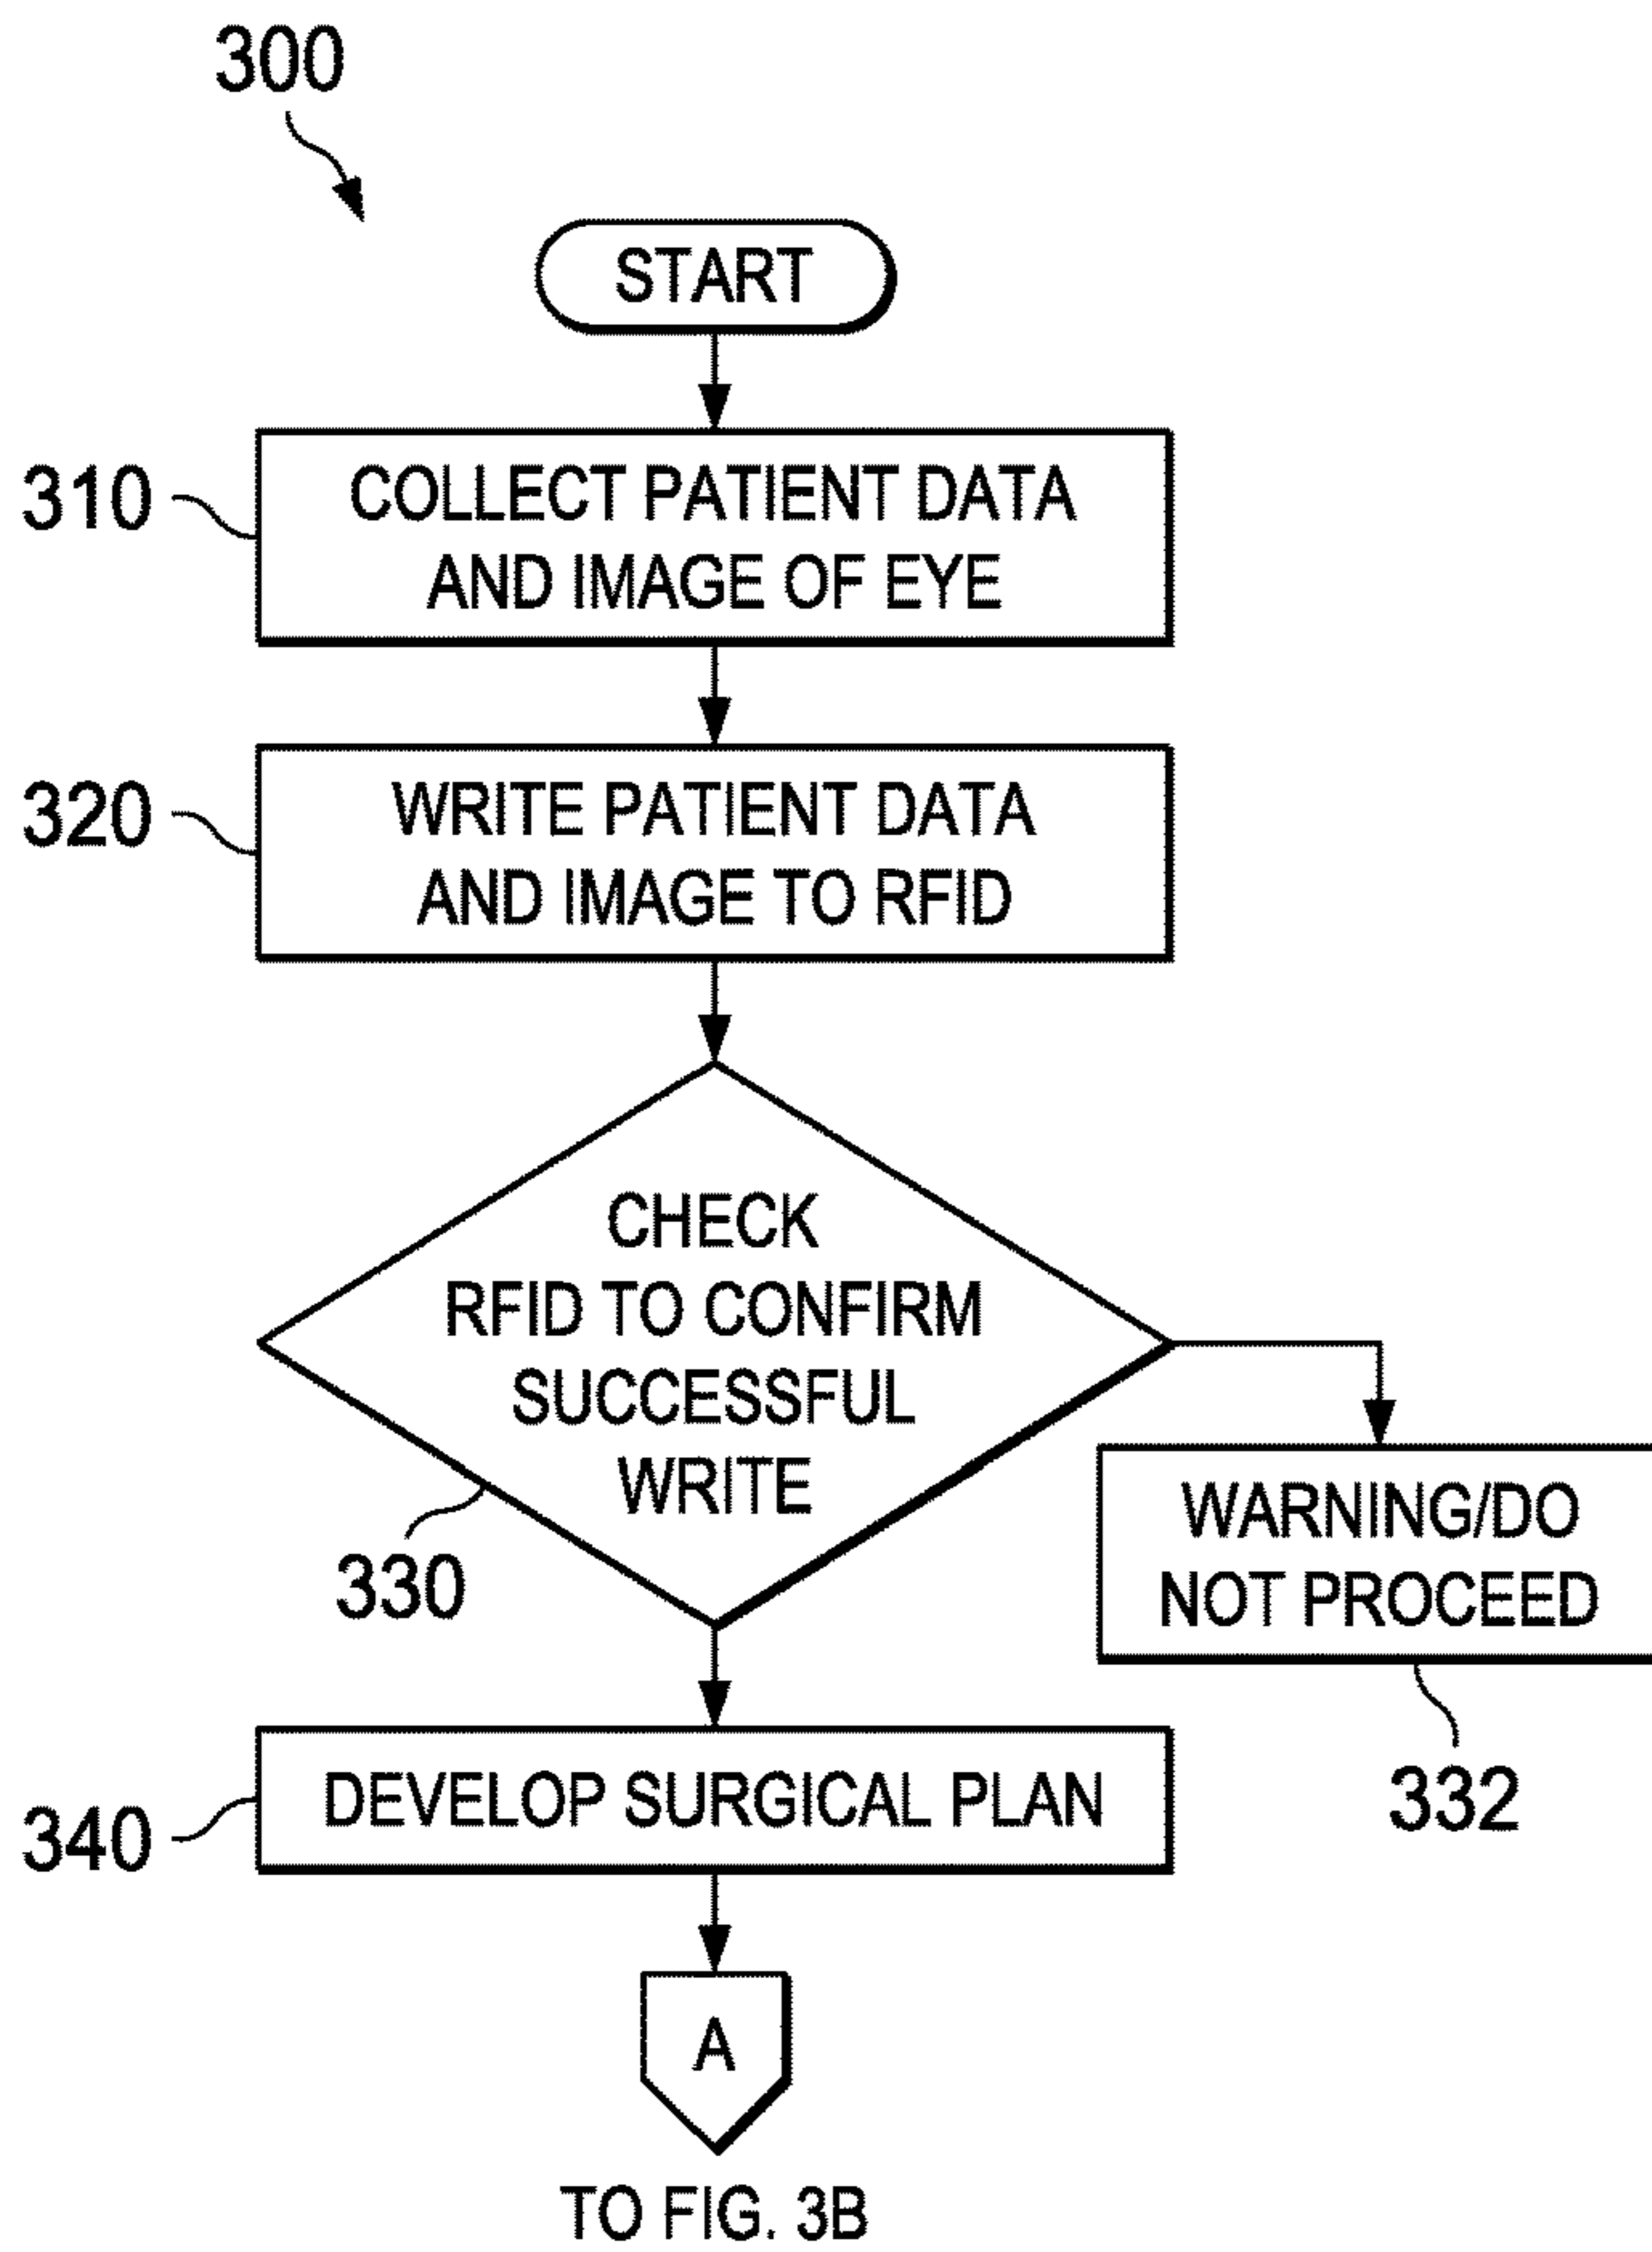 300
START
310
COLLECT PATIENT DATA
AND IMAGE OF EYE
320
WRITE PATIENT DATA
AND IMAGE TO RFID
CHECK
RFID TO CONFIRM
SUCCESSFUL
WRITE
330
WARNING/DO
NOT PROCEED
332
340
DEVELOP SURGICAL PLAN
A
TO FIG. 3B